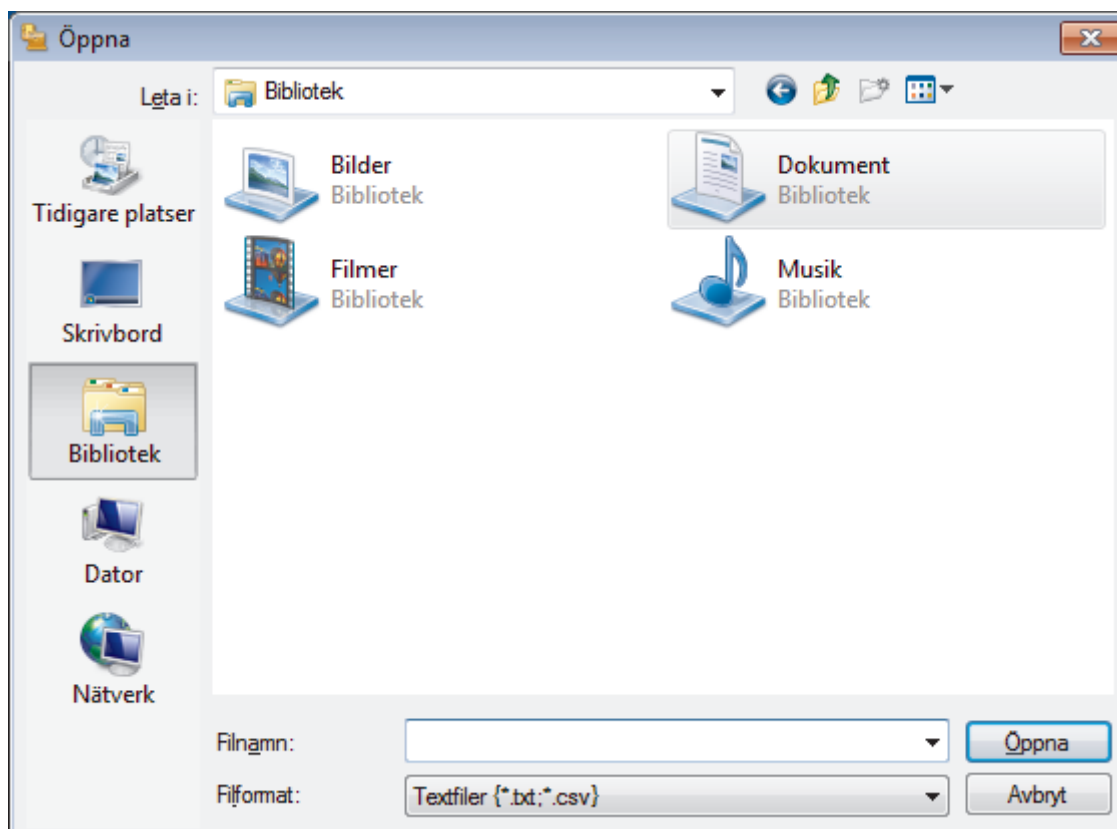 Öppna
Leta i:
Bibliotek
Tidigare platser
Skrivbord
Bibliotek
Dator
Nätverk
Bilder
Bibliotek
Dokument
Bibliotek
Filmer
Bibliotek
Musik
Bibliotek
Filnamn:
Öppna
Filformat:
Textfiler {*.txt;*.csv}
Avbryt